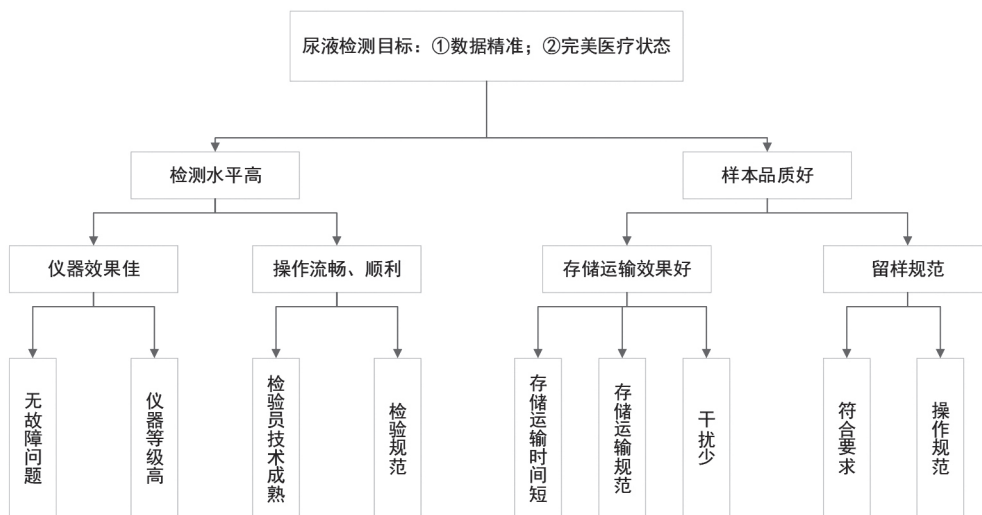 尿液检测目标：①数据精准；②完美医疗状态
检测水平高
样本品质好
仪器效果佳
操作流畅、顺利
存储运输效果好
留样规范
无故障问题
仪器等级高
检验员技术成熟
检验规范
存储运输时间短
存储运输规范
干扰少
符合要求
操作规范